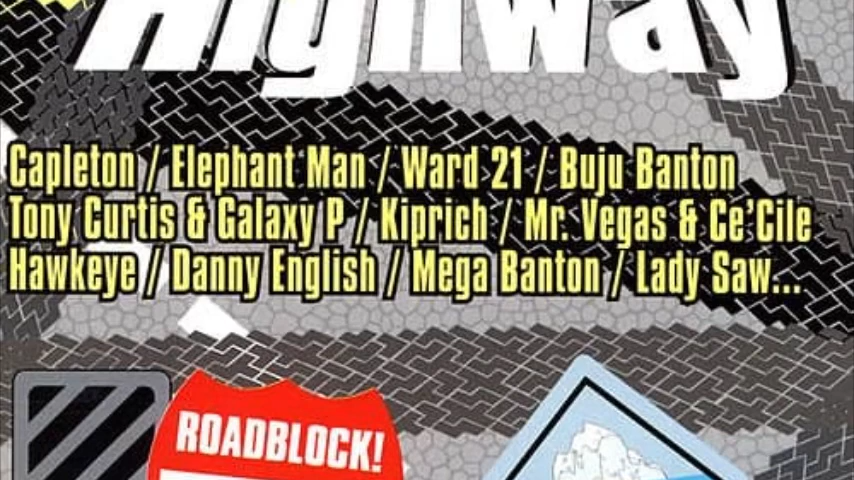 Highway
Capleton / Elephant Man / Ward 21 / Buju Banton
Tony Curtis & Galaxy P / Kiprich / Mr. Vegas & Ce'Cile
Hawkeye / Danny English / Mega Banton / Lady Saw...
ROADBLOCK!